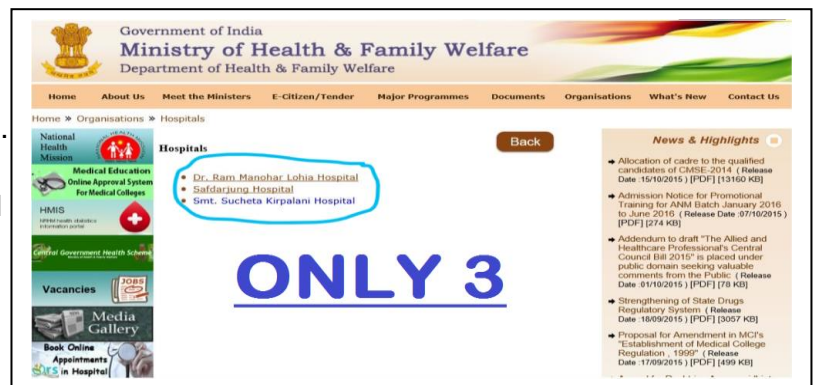 Government of India
Ministry of Health & Family Welfare
Department of Health & Family Welfare
Home About Us Meet the Ministers E-Citizen/Tender Major Programmes Documents Organisations What's New Contact Us
Home » Organisations » Hospitals
National
Health
Mission
Medical Education
Online Approval System
For Medical Colleges
HMIS
information portal
Central Government Health Scheme
Vacancies
JOBS
Media
Gallery
Book Online
Appointments
in Hospital
Hospitals
Back
• Dr. Ram Manohar Lohia Hospital
• Safdarjung Hospital
• Smt. Sucheta Kirpalani Hospital
ONLY 3
News & Highlights
Allocation of cadre to the qualified
candidates of CMSE-
2014 ( Release
Date :15/10/2015 ) [PDF] [13160 KB]
Admission Notice for Promotional
Training for ANM Batch January 2016
to June 2016 ( Release Date :07/10/2015 )
[PDF] [274 KB]
Addendum to draft "The Allied and
Healthcare Professional's Central
Council Bill 2015" is placed under
public domain seeking valuable
comments from the Public ( Release
Date :01/10/2015 ) [PDF] [78 KB]
Strengthening of State Drugs
Regulatory System ( Release
Date :18/09/2015 ) [PDF] [3057 KB]
Proposal for Amendment in MCI's
"Establishment of Medical College
Regulation , 1999" ( Release
Date :17/09/2015 ) [PDF] [499 KB]